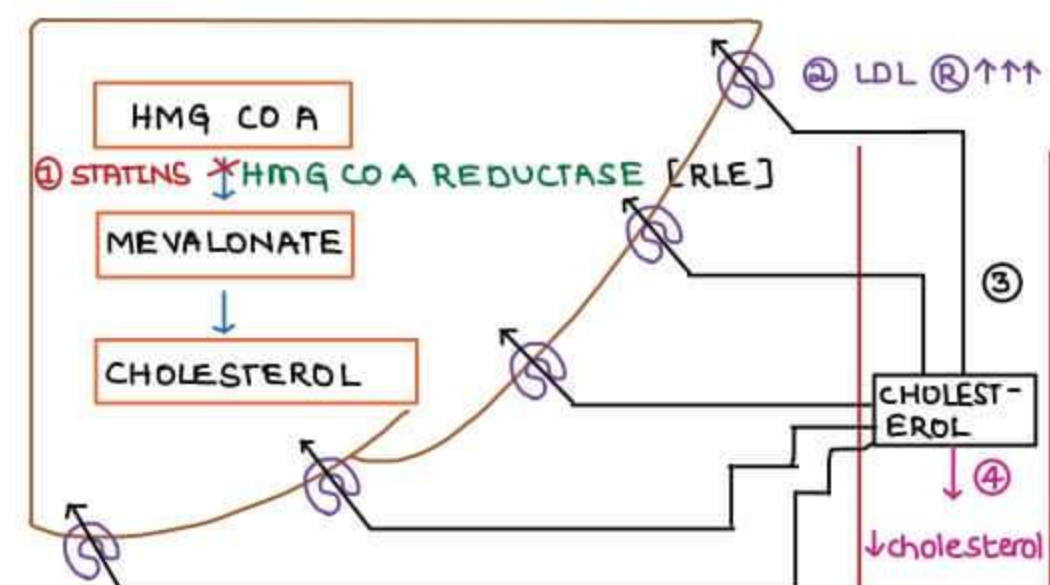 HMG CO A
① STATINS HMG CO A REDUCTASE [RLE]
MEVALONATE
CHOLESTEROL
② LDL Ⓡ↑↑↑
③
CHOLEST-
EROL
④
↓cholesterol